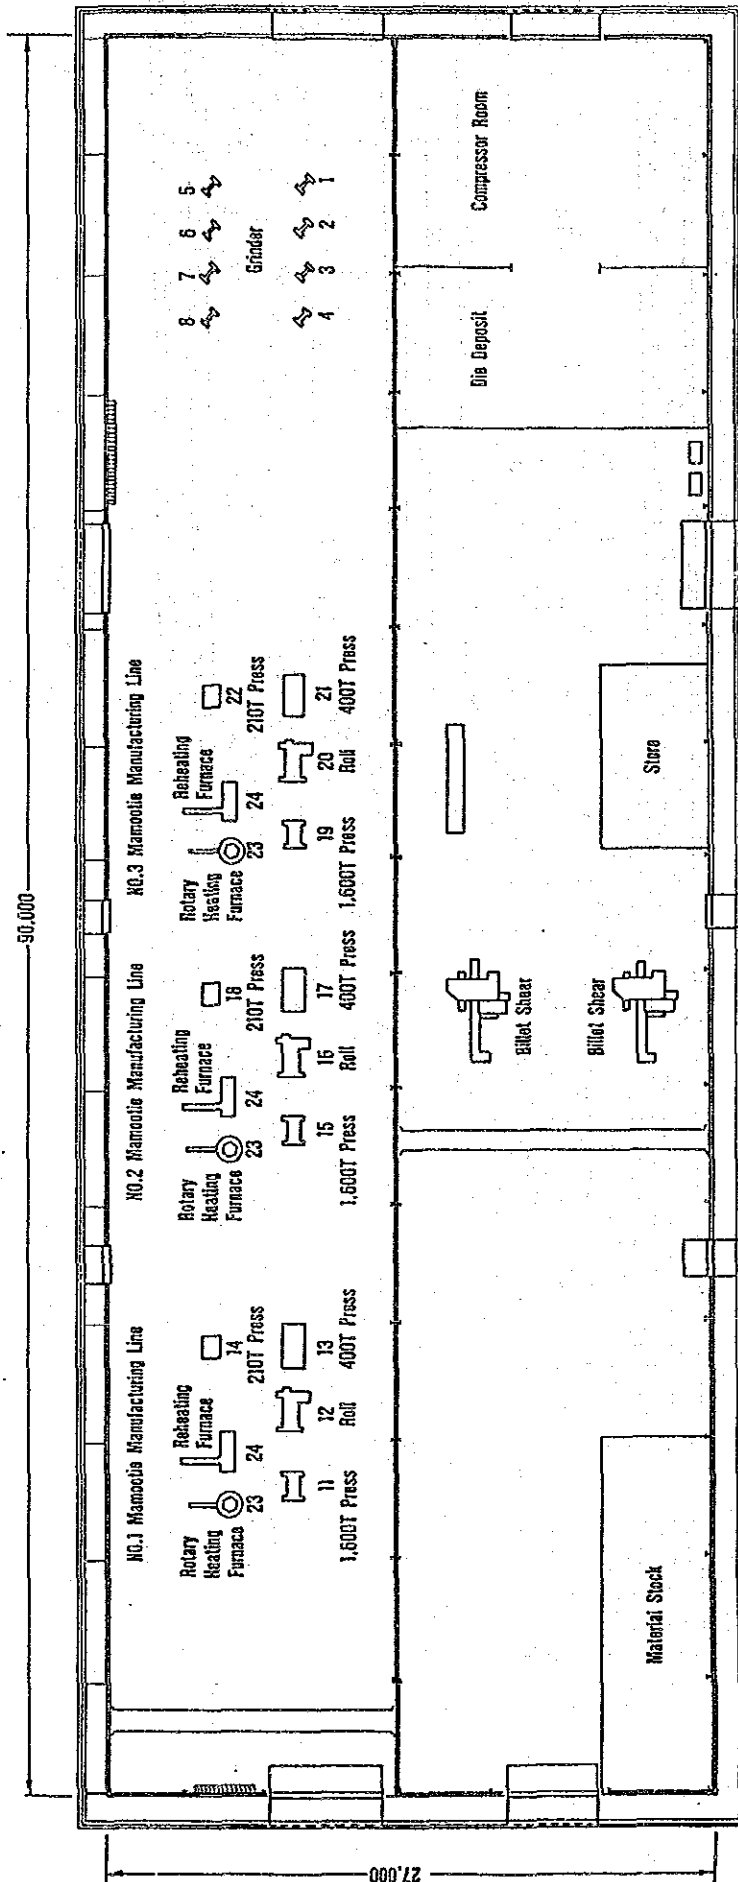 90,000
27,000
NO.1 Mamootie Manufacturing Line
Rotary
Heating
Furnace
23
Reheating
Furnace
24
14
210T Press
11
1,600T Press
12
Roll
13
400T Press
NO.2 Mamootie Manufacturing Line
Rotary
Heating
Furnace
23
Reheating
Furnace
24
18
210T Press
15
1,600T Press
16
Roll
17
400T Press
NO.3 Mamootie Manufacturing Line
Rotary
Heating
Furnace
23
Reheating
Furnace
24
22
210T Press
19
1,600T Press
20
Roll
21
400T Press
8
7
6
5
Grinder
4
3
2
1
Material Stock
Billet Shear
Billet Shear
Store
Die Deposit
Compressor Room